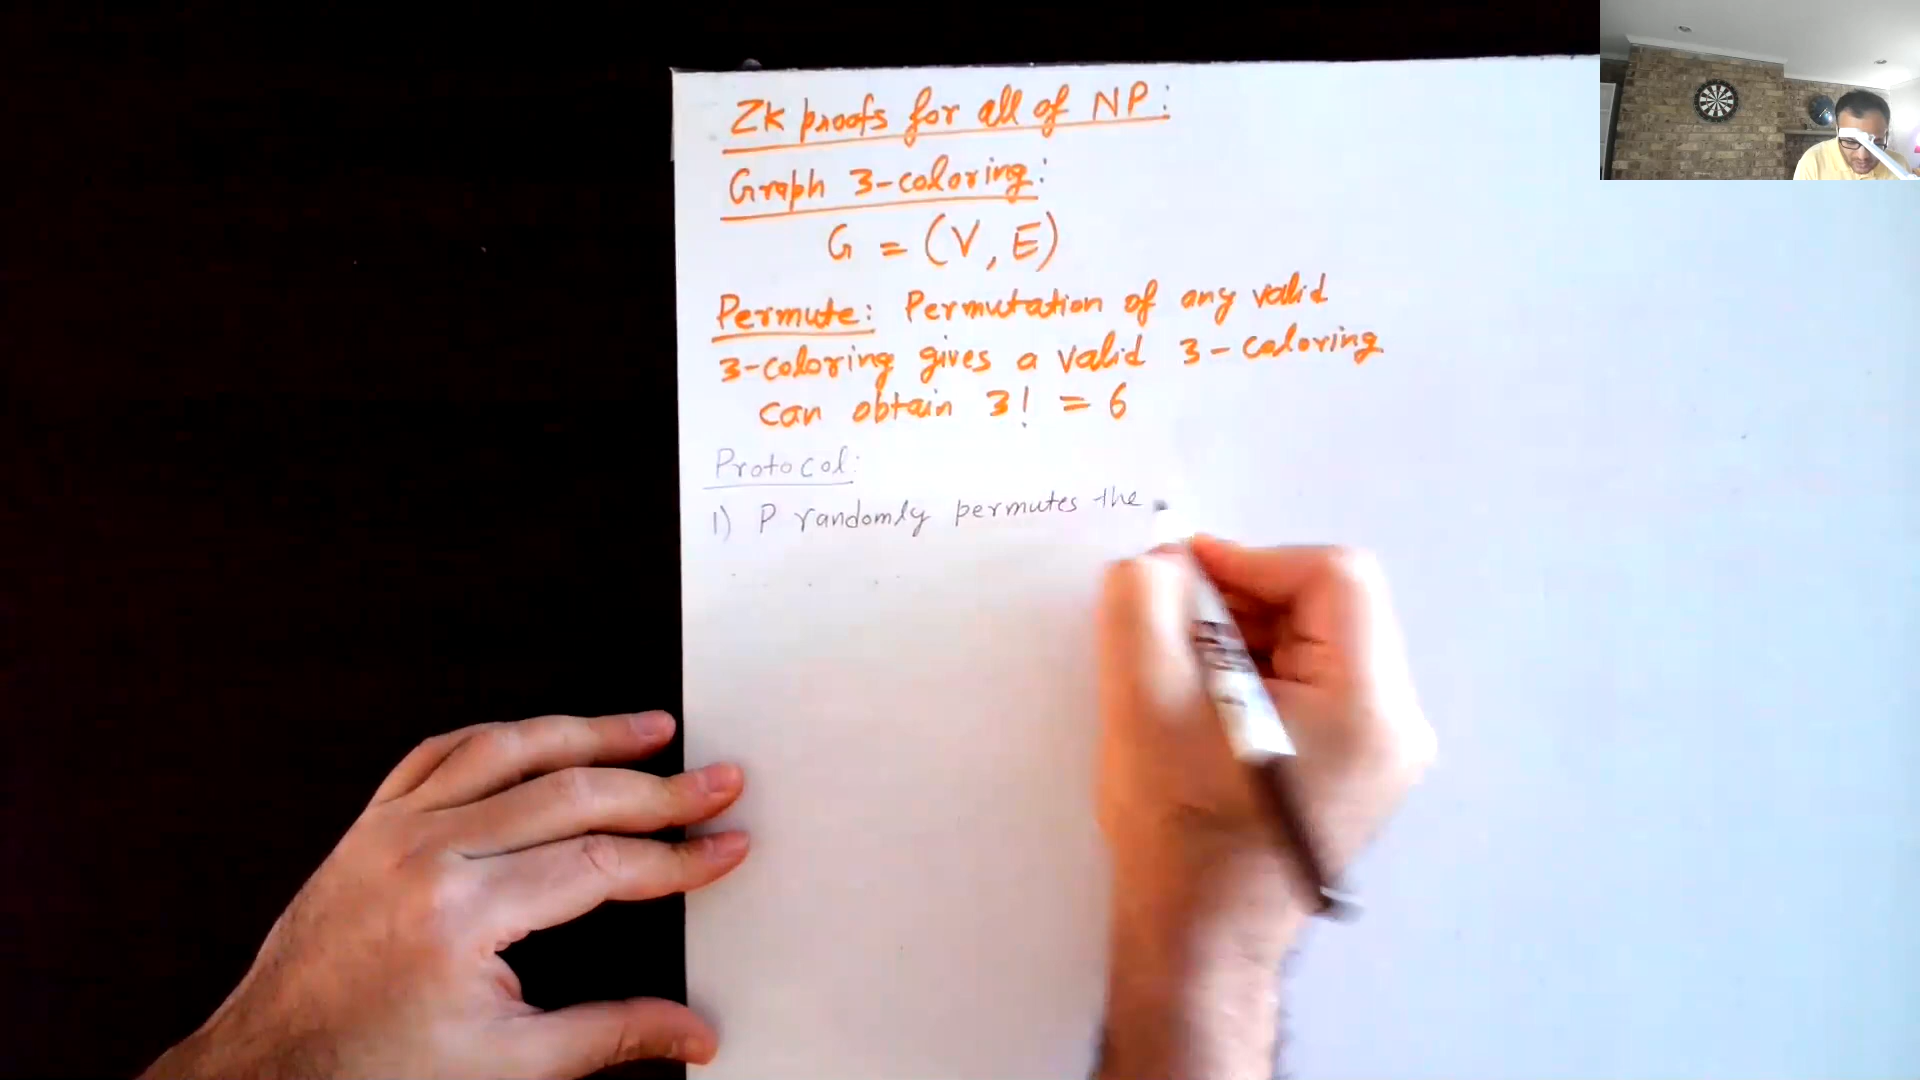 ZK proofs for all of NP:
Graph 3-coloring:
G = (V, E)
Permute: Permutation of any valid
3-coloring gives a valid 3-coloring
can obtain 3! = 6
Protocol:
1) P randomly permutes the